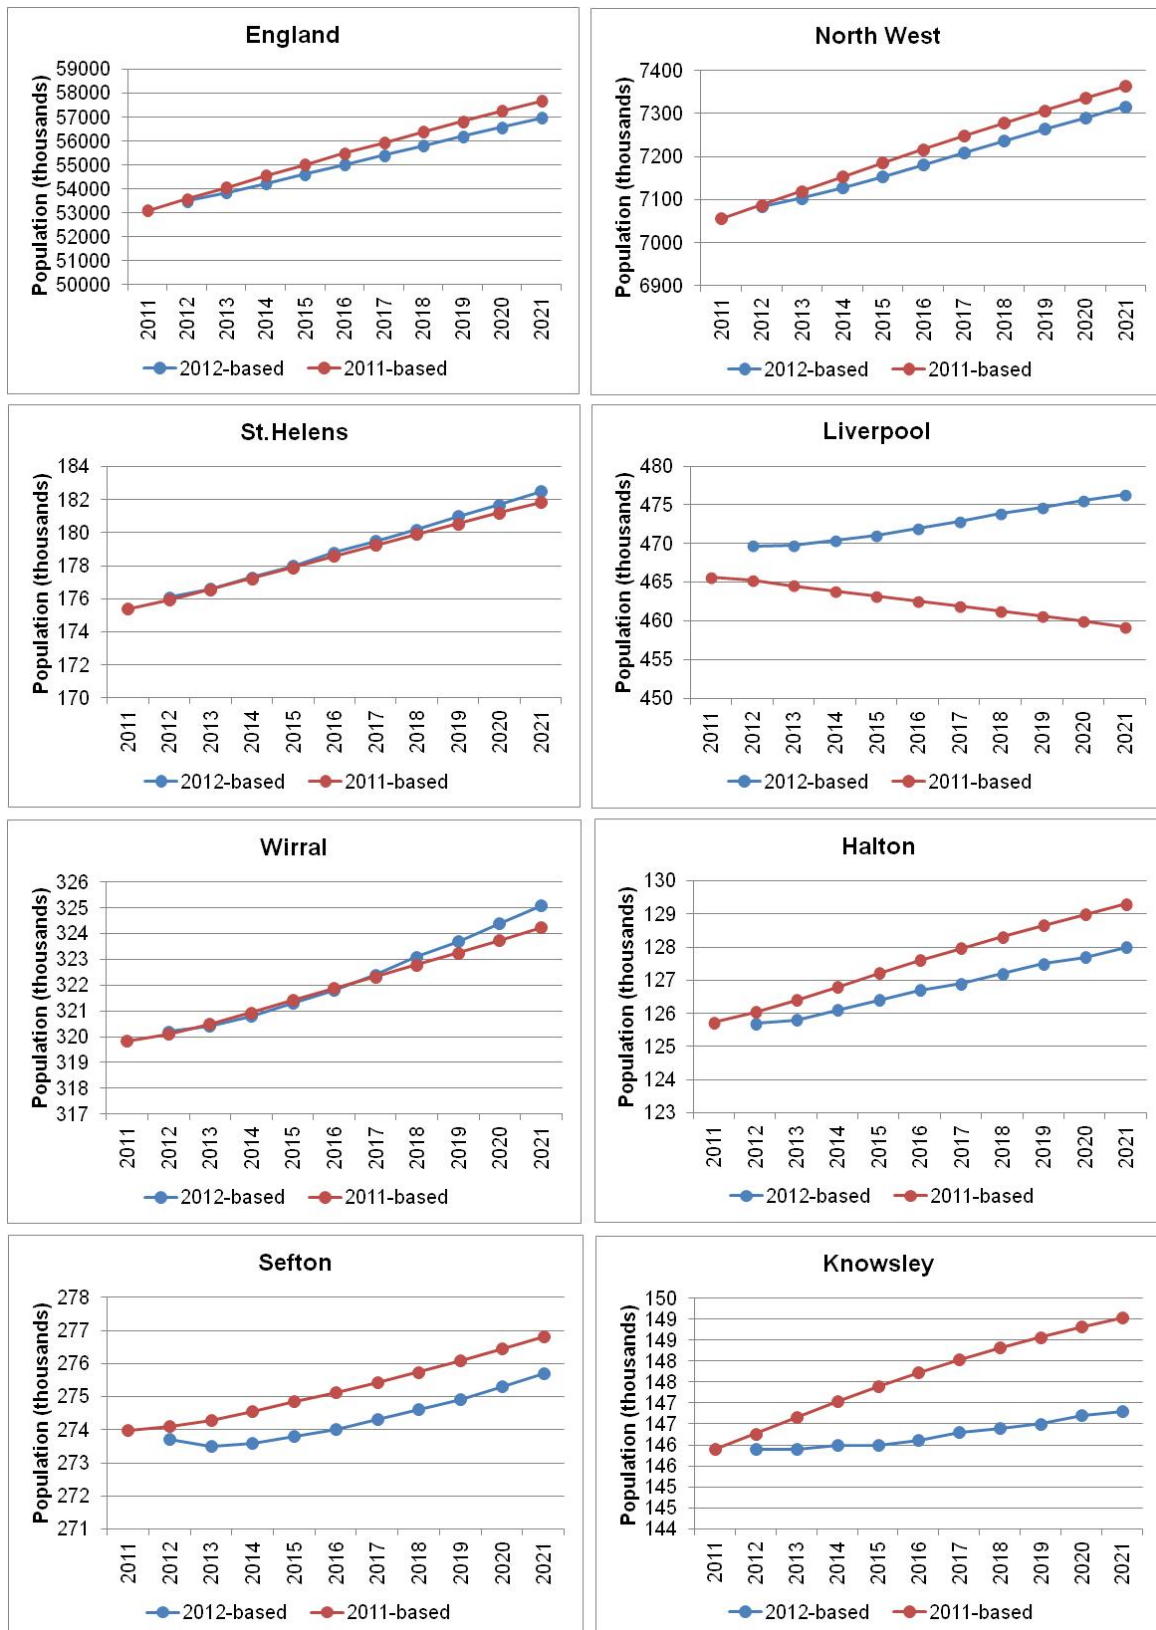 England
Population (thousands)
59000
58000
57000
56000
55000
54000
53000
52000
51000
50000
2011 2012 2013 2014 2015 2016 2017 2018 2019 2020 2021
2012-based 2011-based
North West
Population (thousands)
7400
7300
7200
7100
7000
6900
2011 2012 2013 2014 2015 2016 2017 2018 2019 2020 2021
2012-based 2011-based
St.Helens
Population (thousands)
184
182
180
178
176
174
172
170
2011 2012 2013 2014 2015 2016 2017 2018 2019 2020 2021
2012-based 2011-based
Liverpool
Population (thousands)
480
475
470
465
460
455
450
2011 2012 2013 2014 2015 2016 2017 2018 2019 2020 2021
2012-based 2011-based
Wirral
Population (thousands)
326
325
324
323
322
321
320
319
318
317
2011 2012 2013 2014 2015 2016 2017 2018 2019 2020 2021
2012-based 2011-based
Halton
Population (thousands)
130
129
128
127
126
125
124
123
2011 2012 2013 2014 2015 2016 2017 2018 2019 2020 2021
2012-based 2011-based
Sefton
Population (thousands)
278
277
276
275
274
273
272
271
2011 2012 2013 2014 2015 2016 2017 2018 2019 2020 2021
2012-based 2011-based
Knowsley
Population (thousands)
150
149
149
148
148
147
147
146
146
145
145
144
2011 2012 2013 2014 2015 2016 2017 2018 2019 2020 2021
2012-based 2011-based